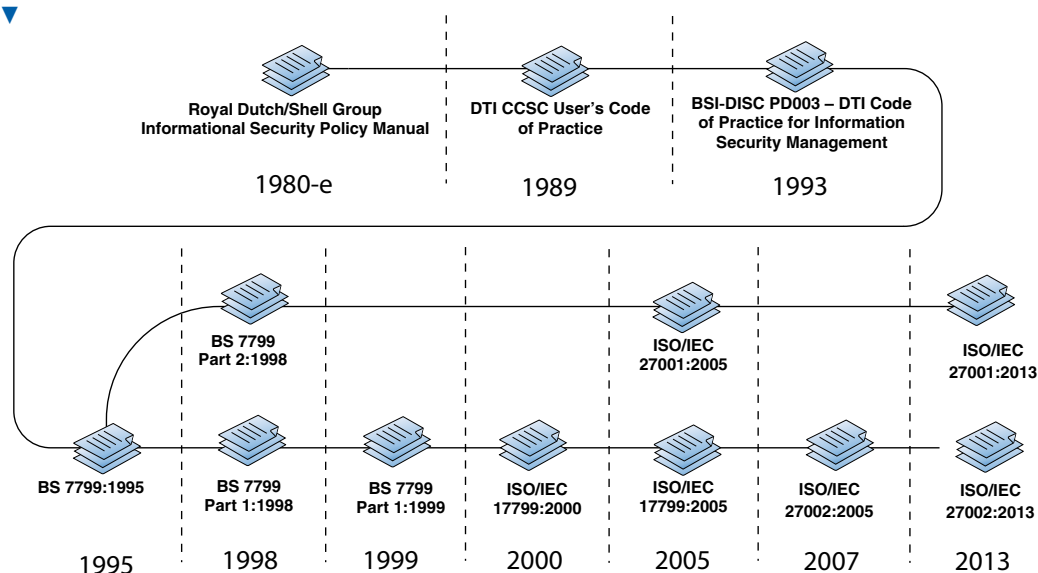 Royal Dutch/Shell Group
Informational Security Policy Manual
1980-e
DTI CCSC User's Code
of Practice
1989
BSI-DISC PD003 – DTI Code
of Practice for Information
Security Management
1993
BS 7799
Part 2:1998
ISO/IEC
27001:2005
ISO/IEC
27001:2013
BS 7799:1995
BS 7799
Part 1:1998
BS 7799
Part 1:1999
ISO/IEC
17799:2000
ISO/IEC
17799:2005
ISO/IEC
27002:2005
ISO/IEC
27002:2013
1995
1998
1999
2000
2005
2007
2013